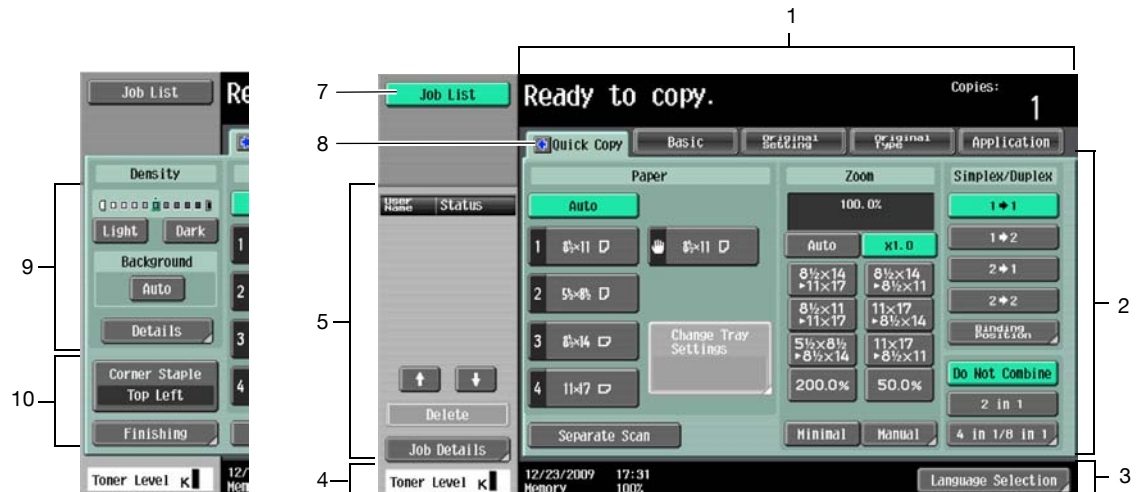 1
Job List
Re
Density
Light Dark
Background
Auto
Details
Corner Staple
Top Left
Finishing
Toner Level K
12/
Mem
1
2
3
4
9
10
7
8
5
4
Job List
User Name Status
Delete
Job Details
Toner Level K
Ready to copy.
Copies:
1
Quick Copy Basic Original Setting Original Type Application
Paper
Auto
1 8½×11
8½×11
2 5½×8½
3 8½×14
4 11×17
Change Tray
Settings
Separate Scan
Zoom
100.0%
Auto x1.0
8½×14 ▸11×17
8½×14 ▸8½×11
8½×11 ▸11×17
11×17 ▸8½×14
5½×8½ ▸8½×14
11×17 ▸8½×11
200.0% 50.0%
Minimal Manual
Simplex/Duplex
1➜1
1➜2
2➜1
2➜2
Binding Position
Do Not Combine
2 in 1
4 in 1/8 in 1
12/23/2009 17:31
Memory 100%
Language Selection
2
3